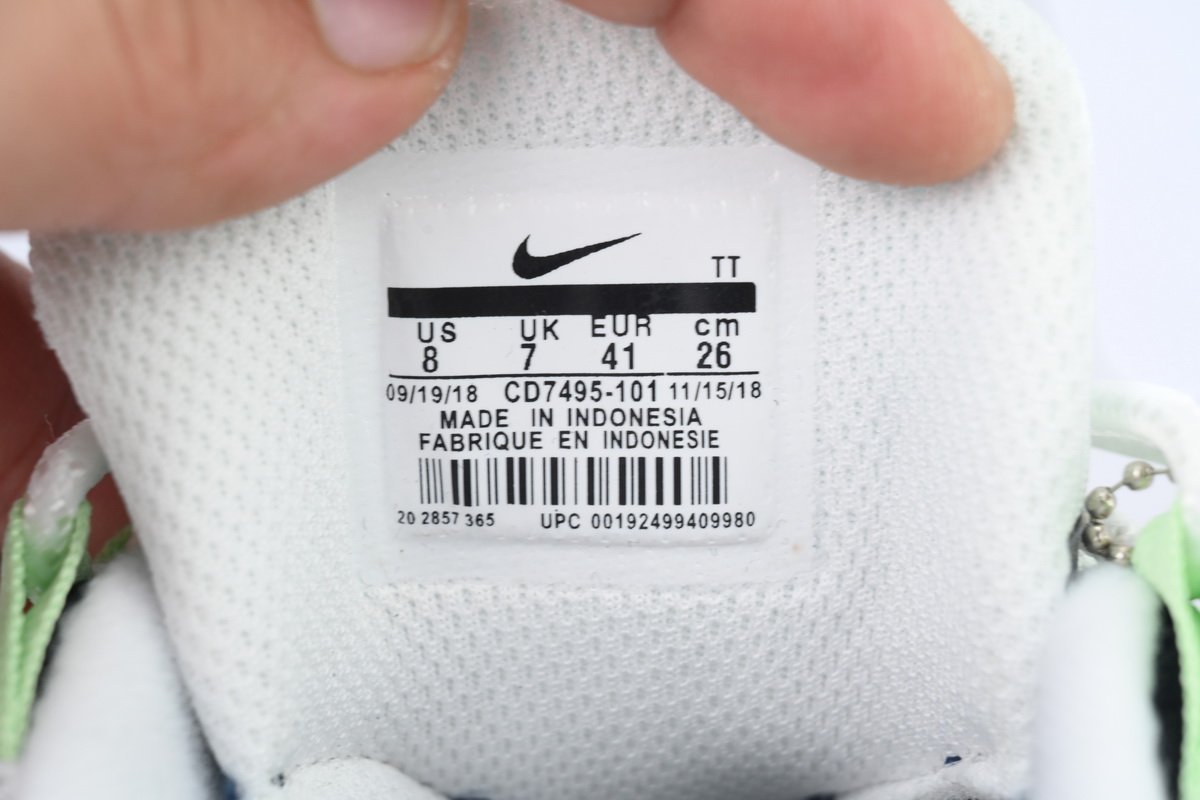 TT
US UK EUR cm
8 7 41 26
09/19/18 CD7495-101 11/15/18
MADE IN INDONESIA
FABRIQUE EN INDONESIE
20 2857 365 UPC 00192499409980